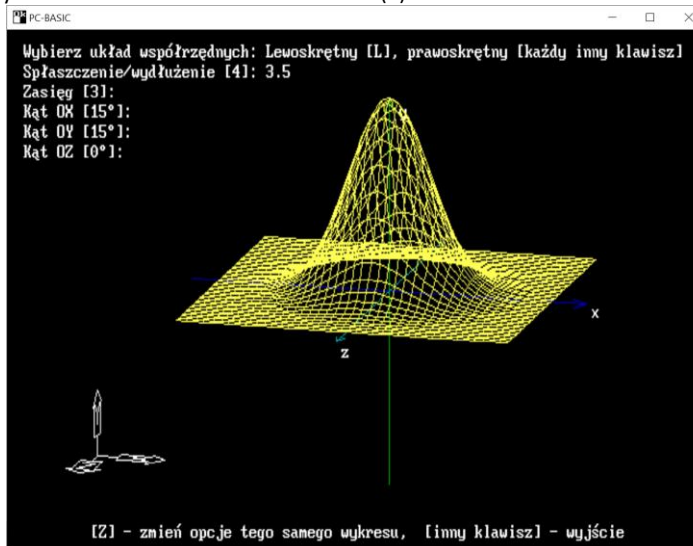 PC-BASIC
Wybierz układ współrzędnych: Lewoskrętny [L], prawoskrętny [każdy inny klawisz]
Spłaszczenie/wydłużenie [4]: 3.5
Zasięg [3]:
Kąt OX [15°]:
Kąt OY [15°]:
Kąt OZ [0°]:
x
z
[Z] - zmień opcje tego samego wykresu, [inny klawisz] - wyjście